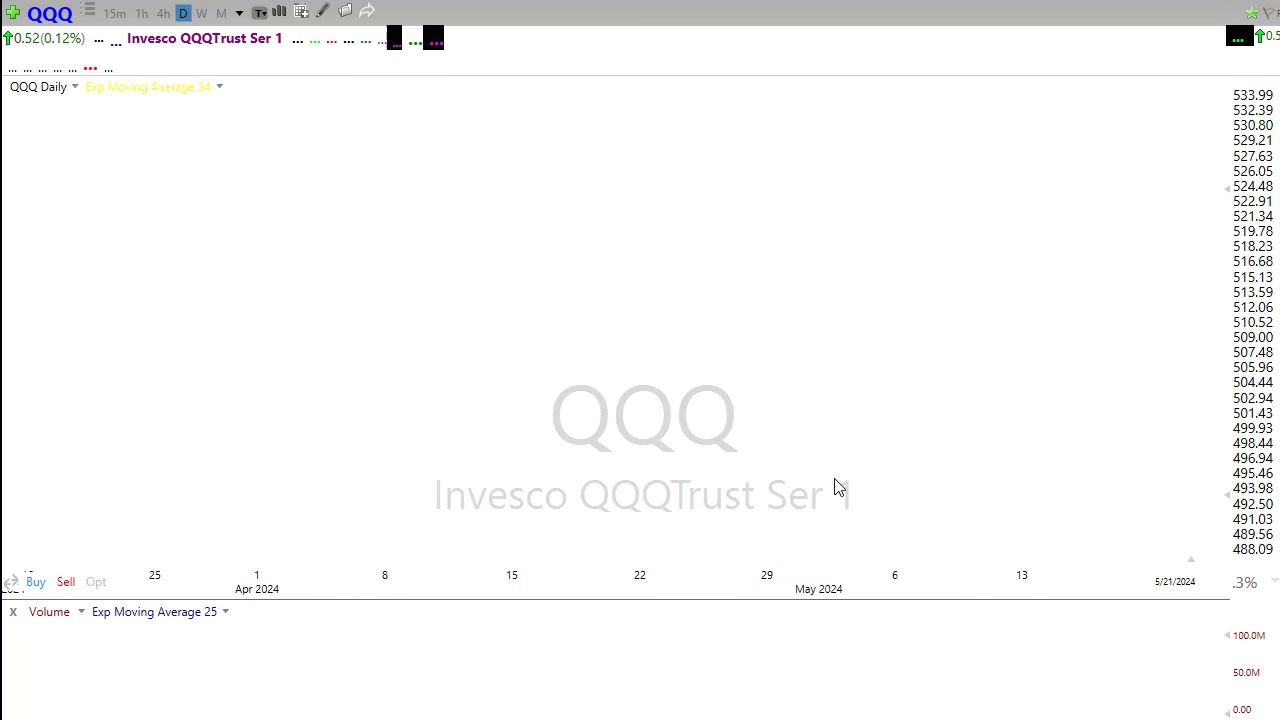 QQQ 15m 1h 4h D W M T
0.52(0.12%) ... ... Invesco QQQTrust Ser 1 ... ... ... ... ... ... ... ... ... ... 0.5
... ... ... ... ... ... ...
QQQ Daily Exp Moving Average 34
533.99
532.39
530.80
529.21
527.63
526.05
524.48
522.91
521.34
519.78
518.23
516.68
515.13
513.59
512.06
510.52
509.00
507.48
505.96
504.44
502.94
501.43
499.93
498.44
496.94
495.46
493.98
492.50
491.03
489.56
488.09
QQQ
Invesco QQQTrust Ser 1
25 1 8 15 22 29 6 13
Buy Sell Opt 5/21/2024 .3%
Apr 2024 May 2024
x Volume Exp Moving Average 25
100.0M
50.0M
0.00